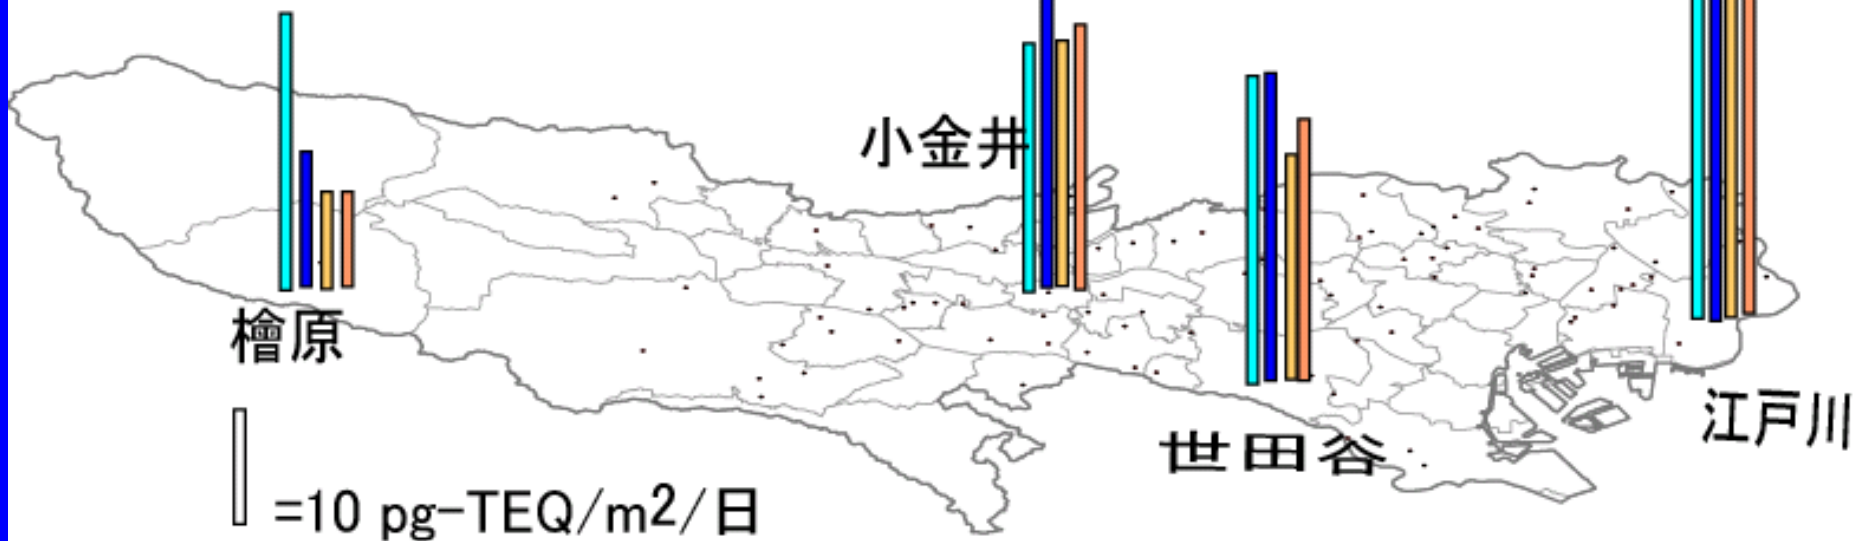 小金井
檜原
江戸川
世田谷
=10 pg-TEQ/m2/日